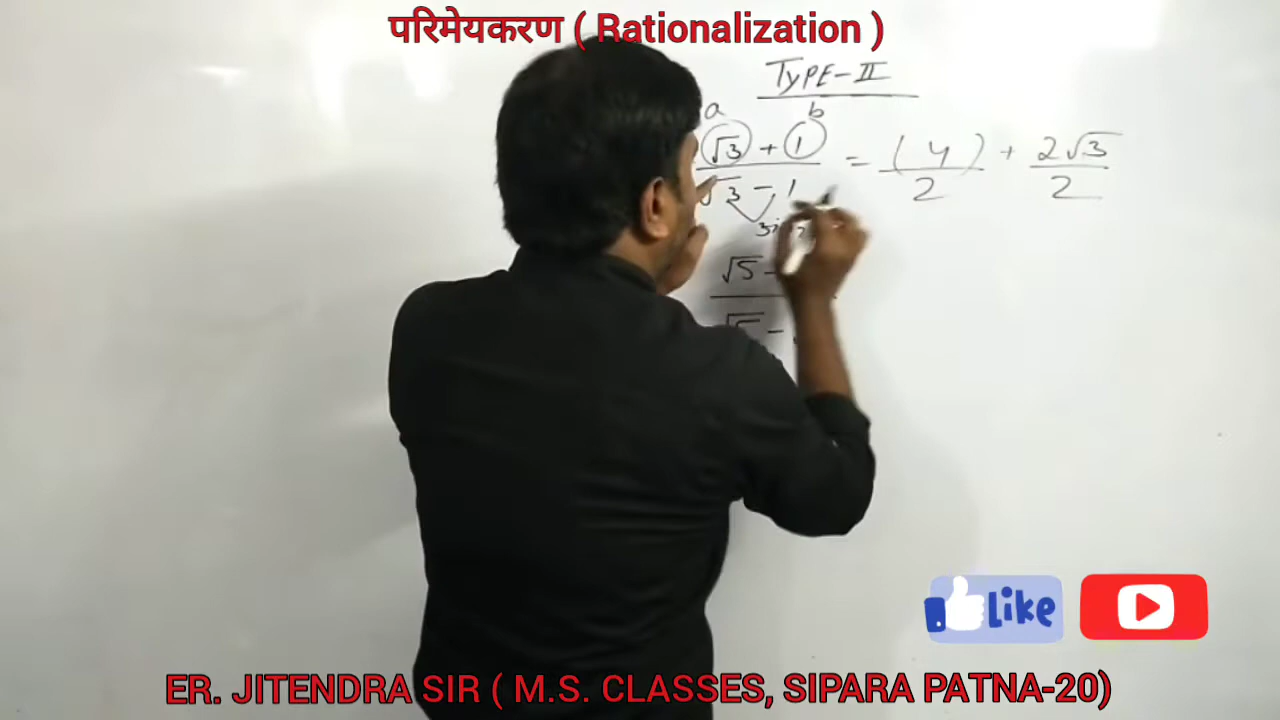 परिमेयकरण ( Rationalization )
TYPE-II
a b
√3 + 1 = (4) + 2√3
√3 - 1 2 2
√5 -
√5 -
Like
ER. JITENDRA SIR ( M.S. CLASSES, SIPARA PATNA-20)